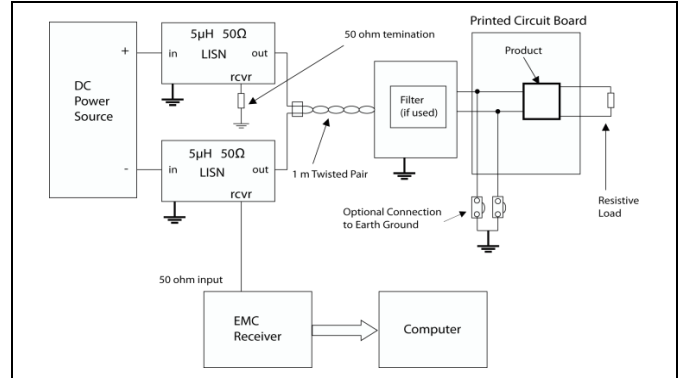 Printed Circuit Board
5μH 50Ω
LISN
in
out
rcvr
50 ohm temination
Product
+
DC
Power
Source
-
Filter
(if used)
5μH 50Ω
LISN
in
out
rcvr
1 m Twisted Pair
Optional Connection
to Earth Ground
Resistive
Load
50 ohm input
EMC
Receiver
Computer